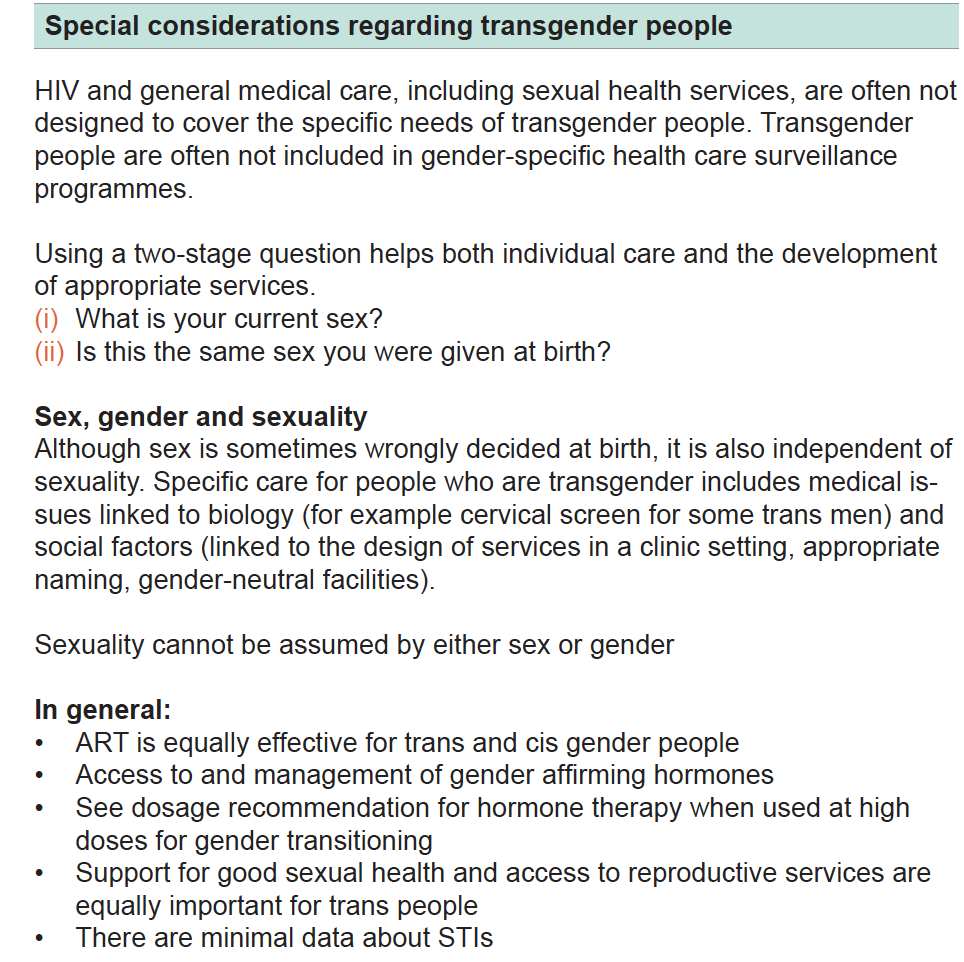 Special considerations regarding transgender people
HIV and general medical care, including sexual health services, are often not
designed to cover the specific needs of transgender people. Transgender
people are often not included in gender-specific health care surveillance
programmes.
Using a two-stage question helps both individual care and the development
of appropriate services.
(i) What is your current sex?
(ii) Is this the same sex you were given at birth?
Sex, gender and sexuality
Although sex is sometimes wrongly decided at birth, it is also independent of
sexuality. Specific care for people who are transgender includes medical is-
sues linked to biology (for example cervical screen for some trans men) and
social factors (linked to the design of services in a clinic setting, appropriate
naming, gender-neutral facilities).
Sexuality cannot be assumed by either sex or gender
In general:
• ART is equally effective for trans and cis gender people
• Access to and management of gender affirming hormones
• See dosage recommendation for hormone therapy when used at high
doses for gender transitioning
• Support for good sexual health and access to reproductive services are
equally important for trans people
• There are minimal data about STIs